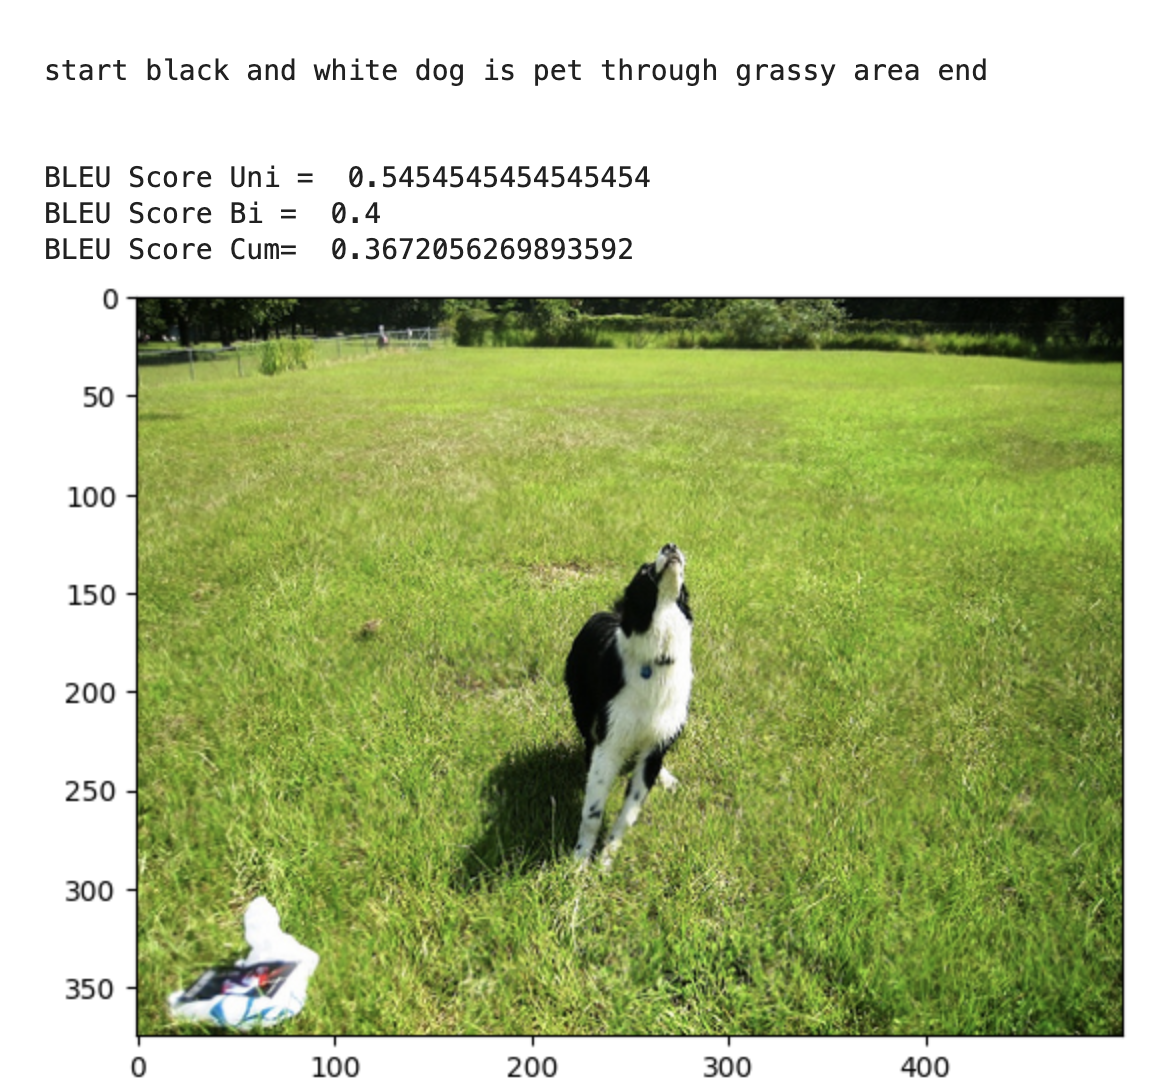 start black and white dog is pet through grassy area end
BLEU Score Uni =  0.5454545454545454
BLEU Score Bi =  0.4
BLEU Score Cum=  0.3672056269893592
0
50
100
150
200
250
300
350
0 100 200 300 400